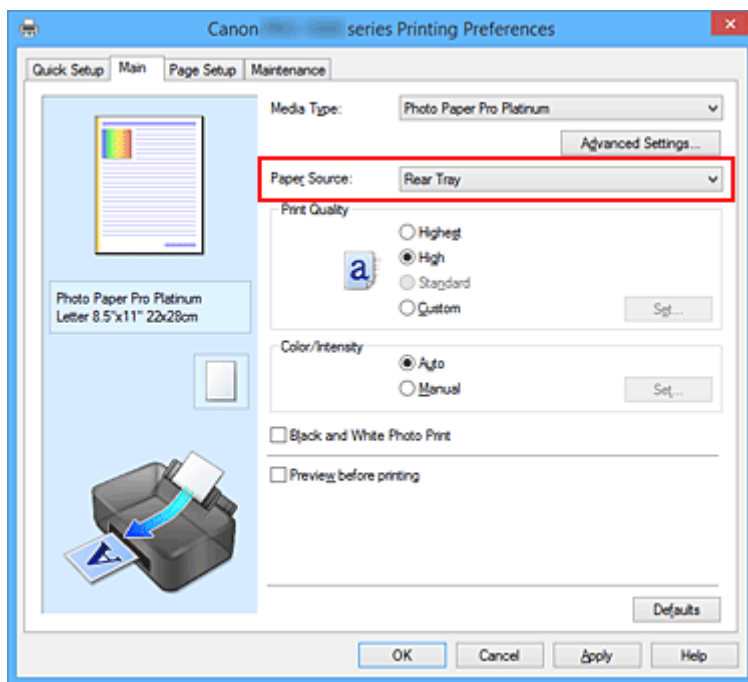 Canon series Printing Preferences
Quick Setup Main Page Setup Maintenance
Media Type: Photo Paper Pro Platinum
Advanced Settings...
Paper Source: Rear Tray
Print Quality
Highest
a High
Standard
Photo Paper Pro Platinum
Letter 8.5"x11" 22x28cm
Custom Set...
Color/Intensity
Auto
Manual Set...
Black and White Photo Print
Preview before printing
A
Defaults
OK Cancel Apply Help